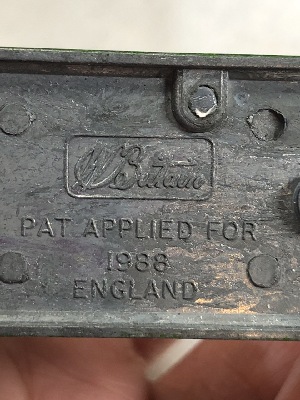 W Britain
PAT APPLIED FOR
1988
ENGLAND